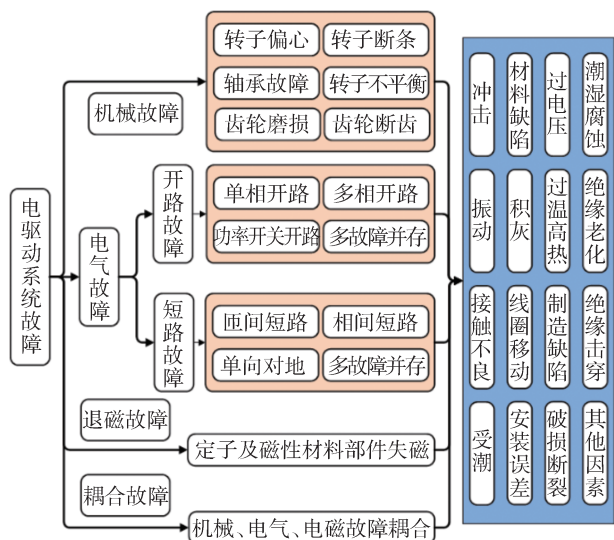 电驱动系统故障
机械故障
转子偏心
转子断条
轴承故障
转子不平衡
齿轮磨损
齿轮断齿
电气故障
开路故障
单相开路
多相开路
功率开关开路
多故障并存
短路故障
匝间短路
相间短路
单向对地
多故障并存
退磁故障
定子及磁性材料部件失磁
耦合故障
机械、电气、电磁故障耦合
冲击
材料缺陷
过电压
潮湿腐蚀
振动
积灰
过温高热
绝缘老化
接触不良
线圈移动
制造缺陷
绝缘击穿
受潮
安装误差
破损断裂
其他因素